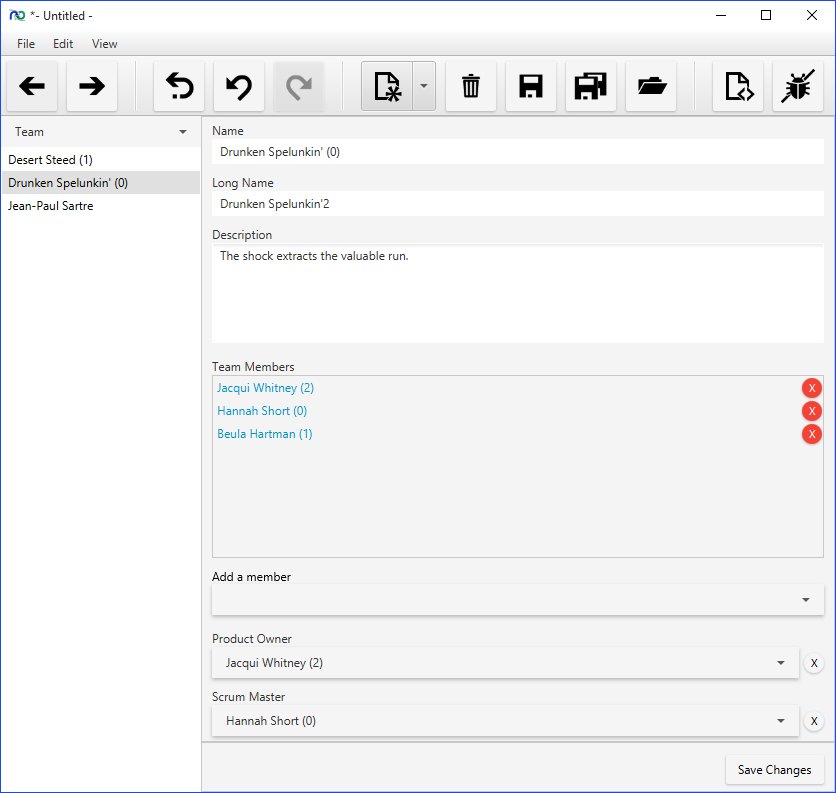 *- Untitled -
File Edit View
Team
Desert Steed (1)
Drunken Spelunkin' (0)
Jean-Paul Sartre
Name
Drunken Spelunkin' (0)
Long Name
Drunken Spelunkin'2
Description
The shock extracts the valuable run.
Team Members
Jacqui Whitney (2) X
Hannah Short (0) X
Beula Hartman (1) X
Add a member
Product Owner
Jacqui Whitney (2) X
Scrum Master
Hannah Short (0) X
Save Changes